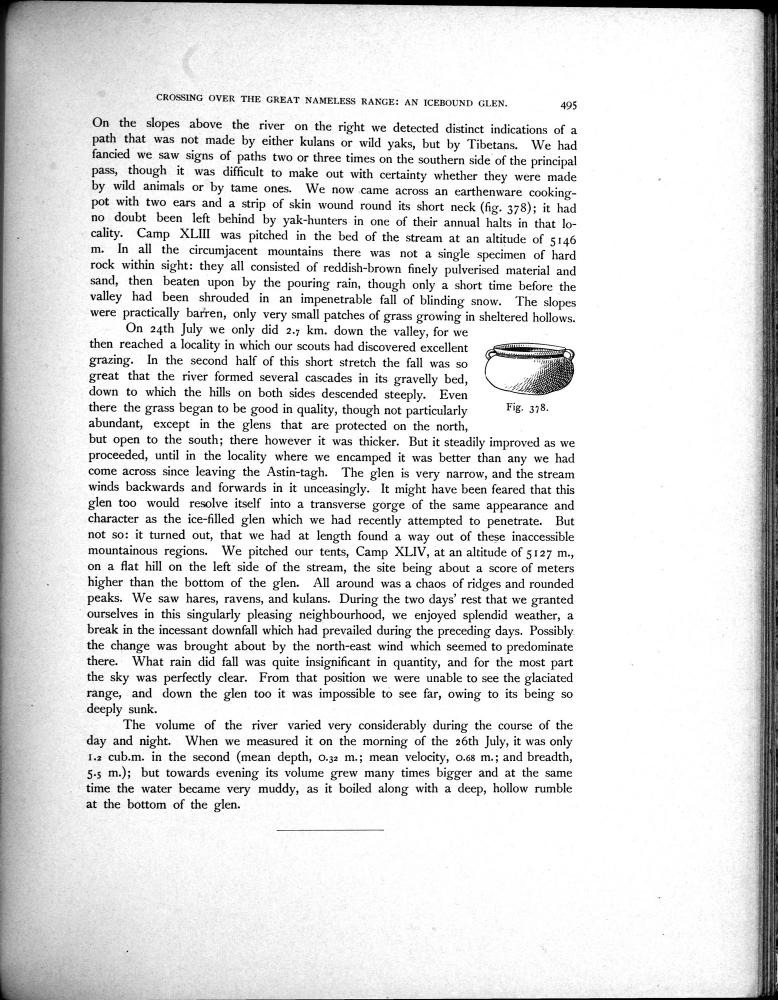 CROSSING OVER THE GREAT NAMELESS RANGE: AN ICEBOUND GLEN. 495
On the slopes above the river on the right we detected distinct indications of a
path that was not made by either kulans or wild yaks, but by Tibetans. We had
fancied we saw signs of paths two or three times on the southern side of the principal
pass, though it was difficult to make out with certainty whether they were made
by wild animals or by tame ones. We now came across an earthenware cooking-
pot with two ears and a strip of skin wound round its short neck (fig. 378); it had
no doubt been left behind by yak-hunters in one of their annual halts in that lo-
cality. Camp XLIII was pitched in the bed of the stream at an altitude of 5146
m. In all the circumjacent mountains there was not a single specimen of hard
rock within sight: they all consisted of reddish-brown finely pulverised material and
sand, then beaten upon by the pouring rain, though only a short time before the
valley had been shrouded in an impenetrable fall of blinding snow. The slopes
were practically barren, only very small patches of grass growing in sheltered hollows.
On 24th July we only did 2.7 km. down the valley, for we
then reached a locality in which our scouts had discovered excellent
grazing. In the second half of this short stretch the fall was so
great that the river formed several cascades in its gravelly bed,
down to which the hills on both sides descended steeply. Even
there the grass began to be good in quality, though not particularly
abundant, except in the glens that are protected on the north,
Fig. 378.
but open to the south; there however it was thicker. But it steadily improved as we
proceeded, until in the locality where we encamped it was better than any we had
come across since leaving the Astin-tagh. The glen is very narrow, and the stream
winds backwards and forwards in it unceasingly. It might have been feared that this
glen too would resolve itself into a transverse gorge of the same appearance and
character as the ice-filled glen which we had recently attempted to penetrate. But
not so: it turned out, that we had at length found a way out of these inaccessible
mountainous regions. We pitched our tents, Camp XLIV, at an altitude of 5127 m.,
on a flat hill on the left side of the stream, the site being about a score of meters
higher than the bottom of the glen. All around was a chaos of ridges and rounded
peaks. We saw hares, ravens, and kulans. During the two days' rest that we granted
ourselves in this singularly pleasing neighbourhood, we enjoyed splendid weather, a
break in the incessant downfall which had prevailed during the preceding days. Possibly
the change was brought about by the north-east wind which seemed to predominate
there. What rain did fall was quite insignificant in quantity, and for the most part
the sky was perfectly clear. From that position we were unable to see the glaciated
range, and down the glen too it was impossible to see far, owing to its being so
deeply sunk.
The volume of the river varied very considerably during the course of the
day and night. When we measured it on the morning of the 26th July, it was only
1.2 cub.m. in the second (mean depth, 0.32 m.; mean velocity, 0.68 m.; and breadth,
5.5 m.); but towards evening its volume grew many times bigger and at the same
time the water became very muddy, as it boiled along with a deep, hollow rumble
at the bottom of the glen.